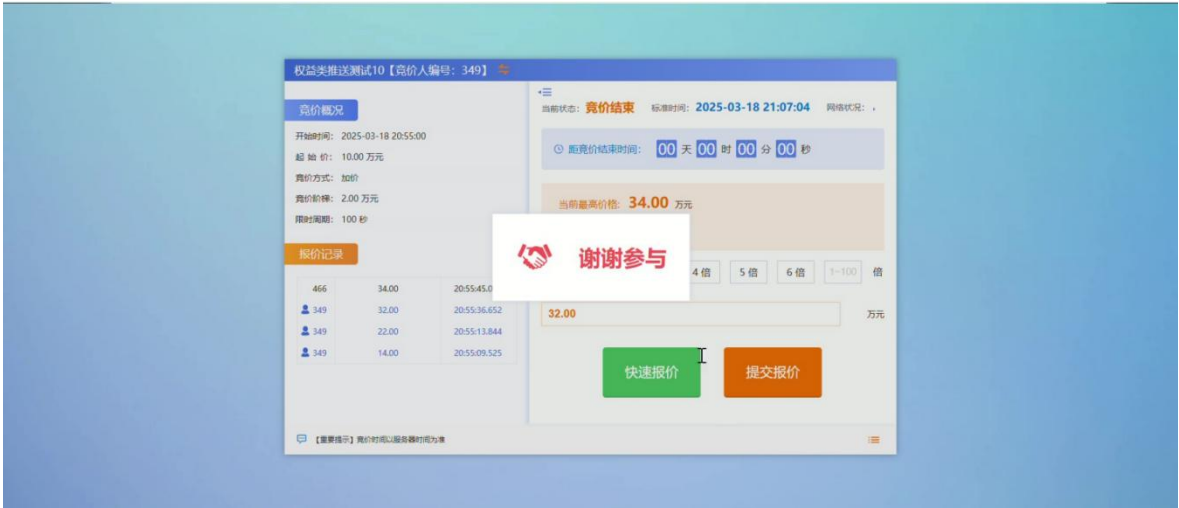 权益类推送测试10【竞价人编号：349】
竞价概况
开始时间： 2025-03-18 20:55:00
起 始 价： 10.00 万元
竞价方式： 加价
竞价阶梯： 2.00 万元
限时周期： 100 秒
报价记录
466 34.00 20:55:45.0
349 32.00 20:55:36.652
349 22.00 20:55:13.844
349 14.00 20:55:09.525
当前状态： 竞价结束 标准时间： 2025-03-18 21:07:04 网络状况：
距竞价结束时间： 00 天 00 时 00 分 00 秒
当前最高价格: 34.00 万元
谢谢参与
4 倍 5 倍 6 倍 1~100 倍
32.00 万元
快速报价 提交报价
【重要提示】竞价时间以服务器时间为准